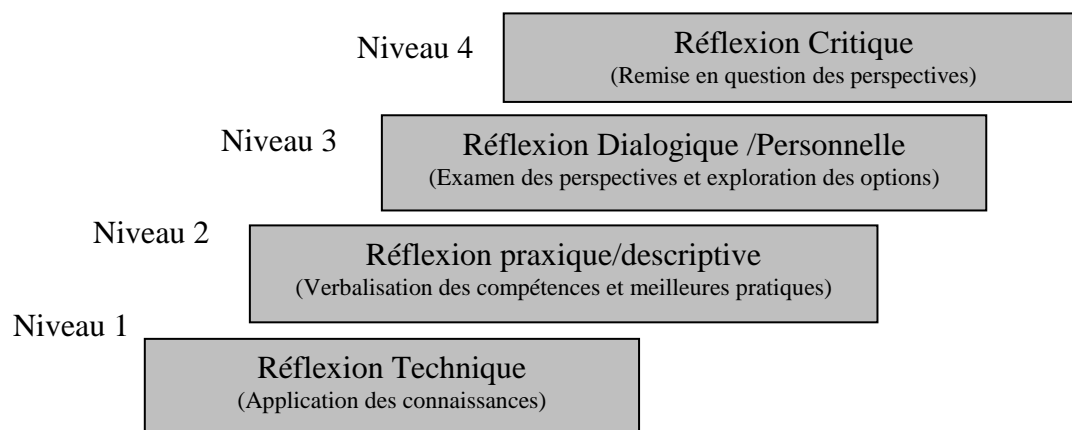 Niveau 4
Réflexion Critique
(Remise en question des perspectives)
Niveau 3
Réflexion Dialogique /Personnelle
(Examen des perspectives et exploration des options)
Niveau 2
Réflexion praxique/descriptive
(Verbalisation des compétences et meilleures pratiques)
Niveau 1
Réflexion Technique
(Application des connaissances)